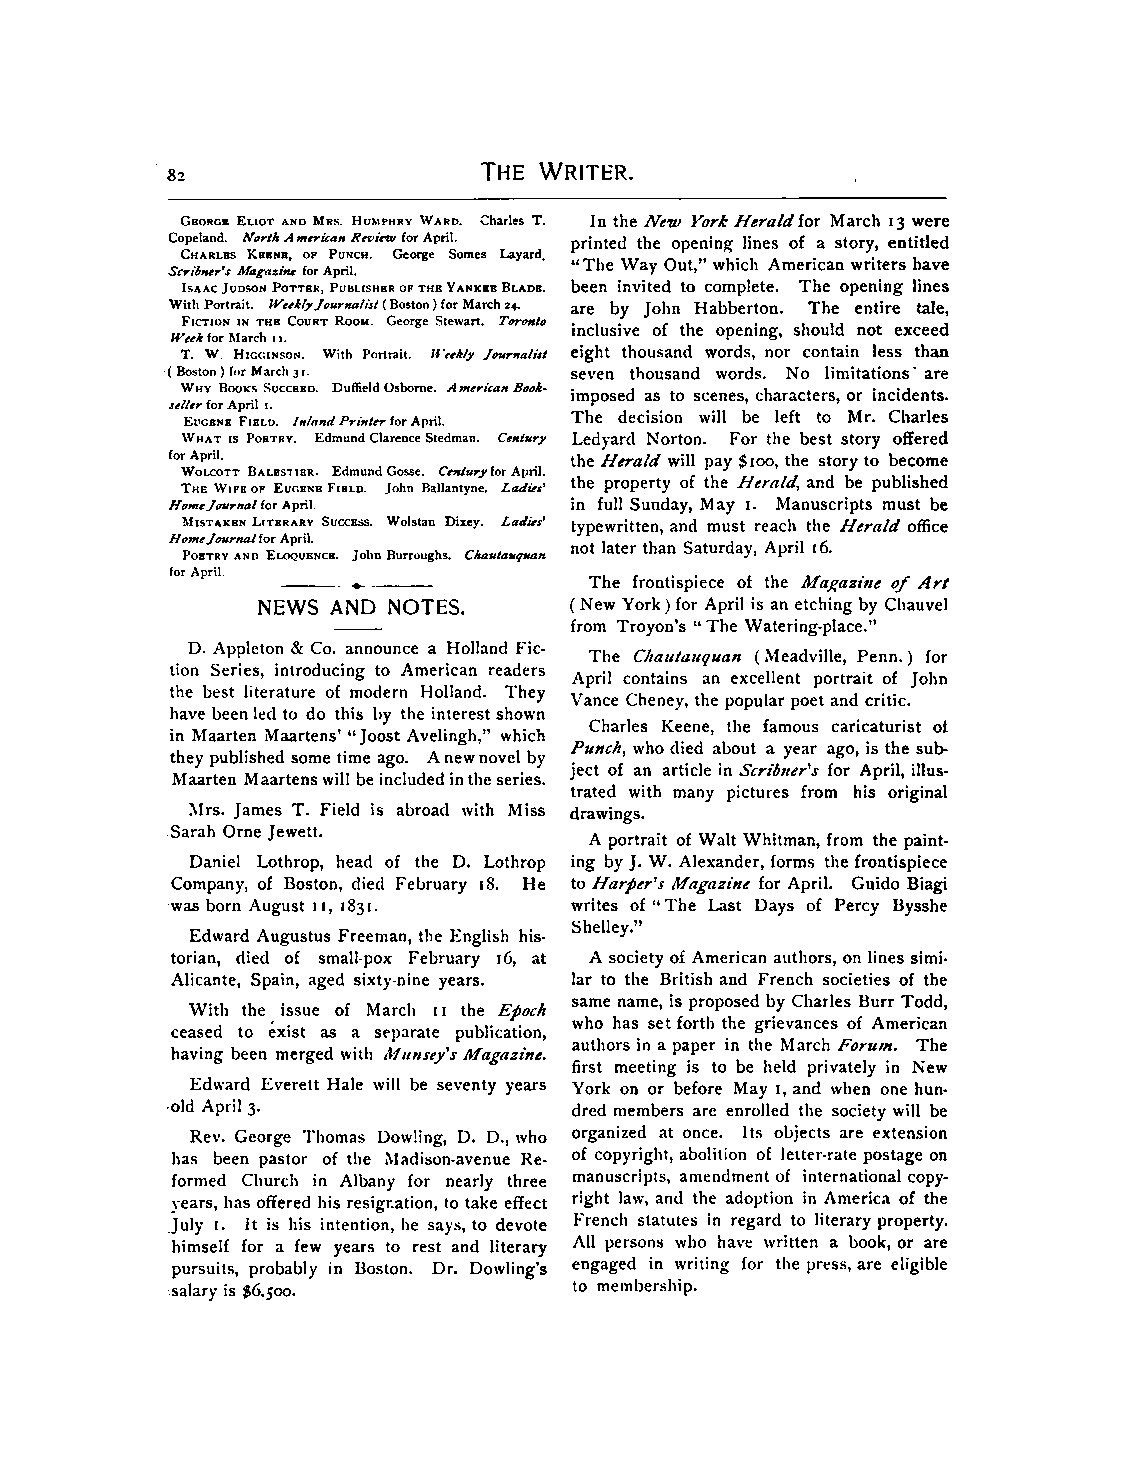 82
THE WRITER.
GEORGE ELIOT AND MRS. HUMPHRY WARD. Charles T.
Copeland. North American Review for April.
CHARLES KEENE, OF PUNCH. George Somes Layard.
Scribner's Magazine for April.
ISAAC JUDSON POTTER, PUBLISHER OF THE YANKEE BLADE.
With Portrait. Weekly Journalist (Boston) for March 24.
FICTION IN THE COURT ROOM. George Stewart. Toronto
Week for March 11.
T. W. HIGGINSON. With Portrait. Weekly Journalist
(Boston) for March 31.
WHY BOOKS SUCCEED. Duffield Osborne. American Book-
seller for April 1.
EUGENE FIELD. Inland Printer for April.
WHAT IS POETRY. Edmund Clarence Stedman. Century
for April.
WOLCOTT BALESTIER. Edmund Gosse. Century for April.
THE WIFE OF EUGENE FIELD. John Ballantyne. Ladies'
Home Journal for April.
MISTAKEN LITERARY SUCCESS. Wolstan Dixey. Ladies'
Home Journal for April.
POETRY AND ELOQUENCE. John Burroughs. Chautauquan
for April.
NEWS AND NOTES.
D. Appleton & Co. announce a Holland Fic-
tion Series, introducing to American readers
the best literature of modern Holland. They
have been led to do this by the interest shown
in Maarten Maartens' "Joost Avelingh," which
they published some time ago. A new novel by
Maarten Maartens will be included in the series.
Mrs. James T. Field is abroad with Miss
Sarah Orne Jewett.
Daniel Lothrop, head of the D. Lothrop
Company, of Boston, died February 18. He
was born August 11, 1831.
Edward Augustus Freeman, the English his-
torian, died of small-pox February 16, at
Alicante, Spain, aged sixty-nine years.
With the issue of March 11 the Epoch
ceased to exist as a separate publication,
having been merged with Munsey's Magazine.
Edward Everett Hale will be seventy years
old April 3.
Rev. George Thomas Dowling, D. D., who
has been pastor of the Madison-avenue Re-
formed Church in Albany for nearly three
years, has offered his resignation, to take effect
July 1. It is his intention, he says, to devote
himself for a few years to rest and literary
pursuits, probably in Boston. Dr. Dowling's
salary is $6,500.
In the New York Herald for March 13 were
printed the opening lines of a story, entitled
"The Way Out," which American writers have
been invited to complete. The opening lines
are by John Habberton. The entire tale,
inclusive of the opening, should not exceed
eight thousand words, nor contain less than
seven thousand words. No limitations are
imposed as to scenes, characters, or incidents.
The decision will be left to Mr. Charles
Ledyard Norton. For the best story offered
the Herald will pay $100, the story to become
the property of the Herald, and be published
in full Sunday, May 1. Manuscripts must be
typewritten, and must reach the Herald office
not later than Saturday, April 16.
The frontispiece of the Magazine of Art
(New York) for April is an etching by Chauvel
from Troyon's "The Watering-place."
The Chautauquan (Meadville, Penn.) for
April contains an excellent portrait of John
Vance Cheney, the popular poet and critic.
Charles Keene, the famous caricaturist of
Punch, who died about a year ago, is the sub-
ject of an article in Scribner's for April, illus-
trated with many pictures from his original
drawings.
A portrait of Walt Whitman, from the paint-
ing by J. W. Alexander, forms the frontispiece
to Harper's Magazine for April. Guido Biagi
writes of "The Last Days of Percy Bysshe
Shelley."
A society of American authors, on lines simi-
lar to the British and French societies of the
same name, is proposed by Charles Burr Todd,
who has set forth the grievances of American
authors in a paper in the March Forum. The
first meeting is to be held privately in New
York on or before May 1, and when one hun-
dred members are enrolled the society will be
organized at once. Its objects are extension
of copyright, abolition of letter-rate postage on
manuscripts, amendment of international copy-
right law, and the adoption in America of the
French statutes in regard to literary property.
All persons who have written a book, or are
engaged in writing for the press, are eligible
to membership.